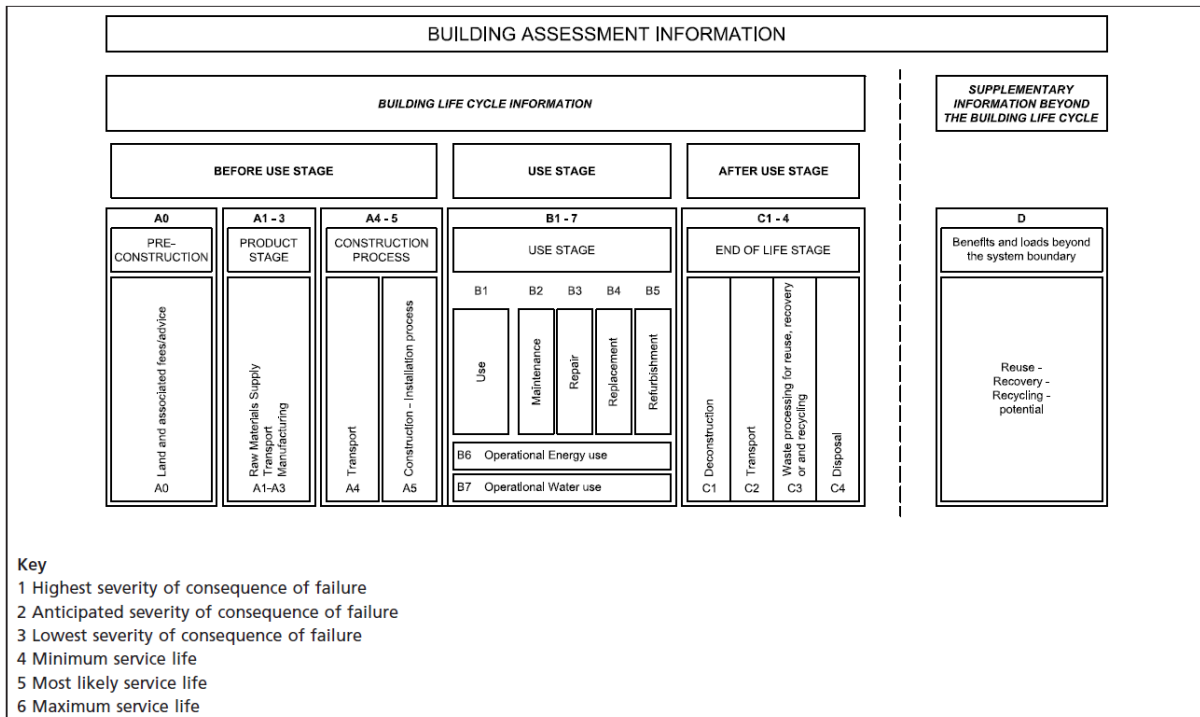 BUILDING ASSESSMENT INFORMATION
BUILDING LIFE CYCLE INFORMATION
SUPPLEMENTARY
INFORMATION BEYOND
THE BUILDING LIFE CYCLE
BEFORE USE STAGE
USE STAGE
AFTER USE STAGE
A0
PRE-
CONSTRUCTION
Land and associated fees/advice
A0
A1 - 3
PRODUCT
STAGE
Raw Materials Supply
Transport
Manufacturing
A1-A3
A4 - 5
CONSTRUCTION
PROCESS
Transport
A4
Construction - Installation process
A5
B1 - 7
USE STAGE
B1
Use
B2
Maintenance
B3
Repair
B4
Replacement
B5
Refurbishment
B6 Operational Energy use
B7 Operational Water use
C1 - 4
END OF LIFE STAGE
Deconstruction
C1
Transport
C2
Waste processing for reuse, recovery
or and recycling
C3
Disposal
C4
D
Benefits and loads beyond
the system boundary
Reuse -
Recovery -
Recycling -
potential
Key
1 Highest severity of consequence of failure
2 Anticipated severity of consequence of failure
3 Lowest severity of consequence of failure
4 Minimum service life
5 Most likely service life
6 Maximum service life